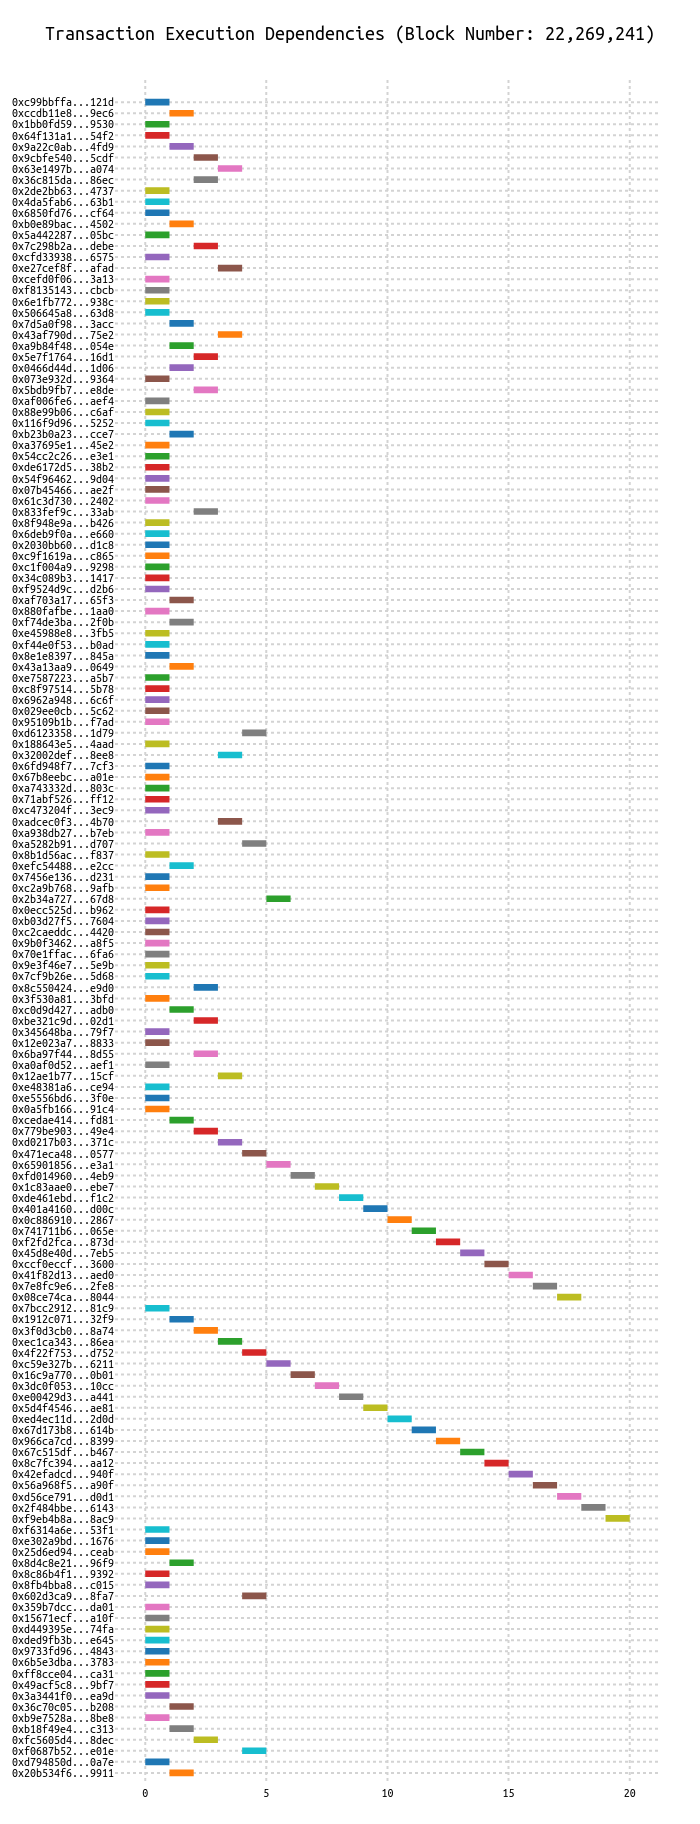 Transaction Execution Dependencies (Block Number: 22,269,241)
0xc99bbffa...121d
0xccdb11e8...9ec6
0x1bb0fd59...9530
0x64f131a1...54f2
0x9a22c0ab...4fd9
0x9cbfe540...5cdf
0x63e1497b...a074
0x36c815da...86ec
0x2de2bb63...4737
0x4da5fab6...63b1
0x6850fd76...cf64
0xb0e89bac...4502
0x5a442287...05bc
0x7c298b2a...debe
0xcfd33938...6575
0xe27cef8f...afad
0xcefd0f06...3a13
0xf8135143...cbcb
0x6e1fb772...938c
0x506645a8...63d8
0x7d5a0f98...3acc
0x43af790d...75e2
0xa9b84f48...054e
0x5e7f1764...16d1
0x0466d44d...1d06
0x073e932d...9364
0x5bdb9fb7...e8de
0xaf006fe6...aef4
0x88e99b06...c6af
0x116f9d96...5252
0xb23b0a23...cce7
0xa37695e1...45e2
0x54cc2c26...e3e1
0xde6172d5...38b2
0x54f96462...9d04
0x07b45466...ae2f
0x61c3d730...2402
0x833fef9c...33ab
0x8f948e9a...b426
0x6deb9f0a...e660
0x2030bb60...d1c8
0xc9f1619a...c865
0xc1f004a9...9298
0x34c089b3...1417
0xf9524d9c...d2b6
0xaf703a17...65f3
0x880fafbe...1aa0
0xf74de3ba...2f0b
0xe45988e8...3fb5
0xf44e0f53...b0ad
0x8e1e8397...845a
0x43a13aa9...0649
0xe7587223...a5b7
0xc8f97514...5b78
0x6962a948...6c6f
0x029ee0cb...5c62
0x95109b1b...f7ad
0xd6123358...1d79
0x188643e5...4aad
0x32002def...8ee8
0x6fd948f7...7cf3
0x67b8eebc...a01e
0xa743332d...803c
0x71abf526...ff12
0xc473204f...3ec9
0xadcec0f3...4b70
0xa938db27...b7eb
0xa5282b91...d707
0x8b1d56ac...f837
0xefc54488...e2cc
0x7456e136...d231
0xc2a9b768...9afb
0x2b34a727...67d8
0x0ecc525d...b962
0xb03d27f5...7604
0xc2caeddc...4420
0x9b0f3462...a8f5
0x70e1ffac...6fa6
0x9e3f46e7...5e9b
0x7cf9b26e...5d68
0x8c550424...e9d0
0x3f530a81...3bfd
0xc0d9d427...adb0
0xbe321c9d...02d1
0x345648ba...79f7
0x12e023a7...8833
0x6ba97f44...8d55
0xa0af0d52...aef1
0x12ae1b77...15cf
0xe48381a6...ce94
0xe5556bd6...3f0e
0x0a5fb166...91c4
0xcedae414...fd81
0x779be903...49e4
0xd0217b03...371c
0x471eca48...0577
0x65901856...e3a1
0xfd014960...4eb9
0x1c83aae0...ebe7
0xde461ebd...f1c2
0x401a4160...d00c
0x0c886910...2867
0x741711b6...065e
0xf2fd2fca...873d
0x45d8e40d...7eb5
0xccf0eccf...3600
0x41f82d13...aed0
0x7e8fc9e6...2fe8
0x08ce74ca...8044
0x7bcc2912...81c9
0x1912c071...32f9
0x3f0d3cb0...8a74
0xec1ca343...86ea
0x4f22f753...d752
0xc59e327b...6211
0x16c9a770...0b01
0x3dc0f053...10cc
0xe00429d3...a441
0x5d4f4546...ae81
0xed4ec11d...2d0d
0x67d173b8...614b
0x966ca7cd...8399
0x67c515df...b467
0x8c7fc394...aa12
0x42efadcd...940f
0x56a968f5...a90f
0xd56ce791...d0d1
0x2f484bbe...6143
0xf9eb4b8a...8ac9
0xf6314a6e...53f1
0xe302a9bd...1676
0x25d6ed94...ceab
0x8d4c8e21...96f9
0x8c86b4f1...9392
0x8fb4bba8...c015
0x602d3ca9...8fa7
0x359b7dcc...da01
0x15671ecf...a10f
0xd449395e...74fa
0xded9fb3b...e645
0x9733fd96...4843
0x6b5e3dba...3783
0xff8cce04...ca31
0x49acf5c8...9bf7
0x3a3441f0...ea9d
0x36c70c05...b208
0xb9e7528a...8be8
0xb18f49e4...c313
0xfc5605d4...8dec
0xf0687b52...e01e
0xd794850d...0a7e
0x20b534f6...9911
0 5 10 15 20